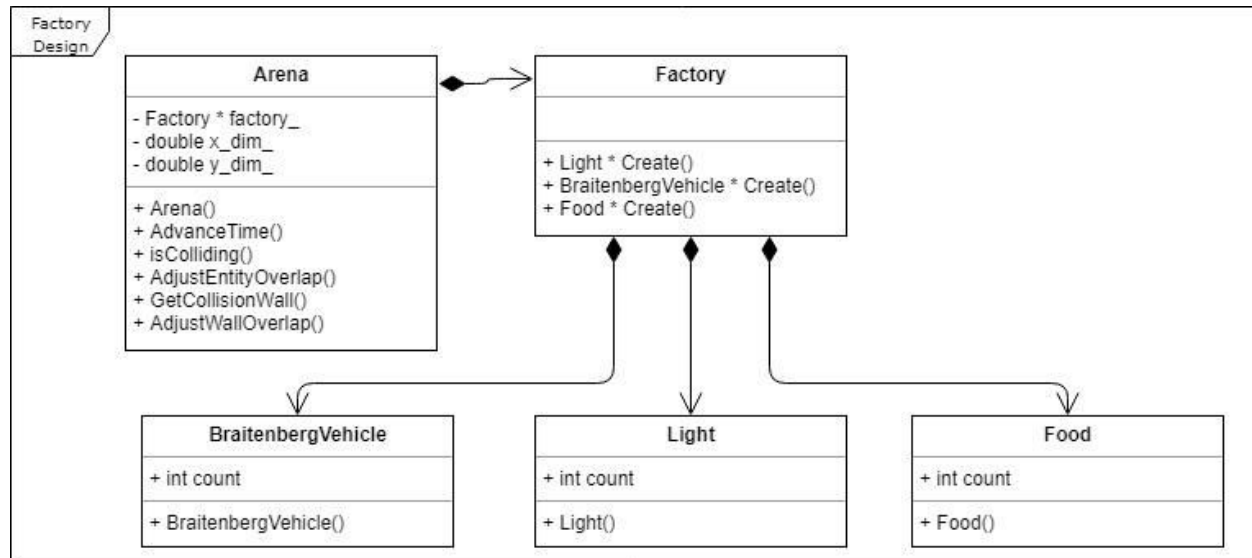 Factory
Design
Arena
- Factory * factory_
- double x_dim_
- double y_dim_
+ Arena()
+ AdvanceTime()
+ isColliding()
+ AdjustEntityOverlap()
+ GetCollisionWall()
+ AdjustWallOverlap()
Factory
+ Light * Create()
+ BraitenbergVehicle * Create()
+ Food * Create()
BraitenbergVehicle
+ int count
+ BraitenbergVehicle()
Light
+ int count
+ Light()
Food
+ int count
+ Food()